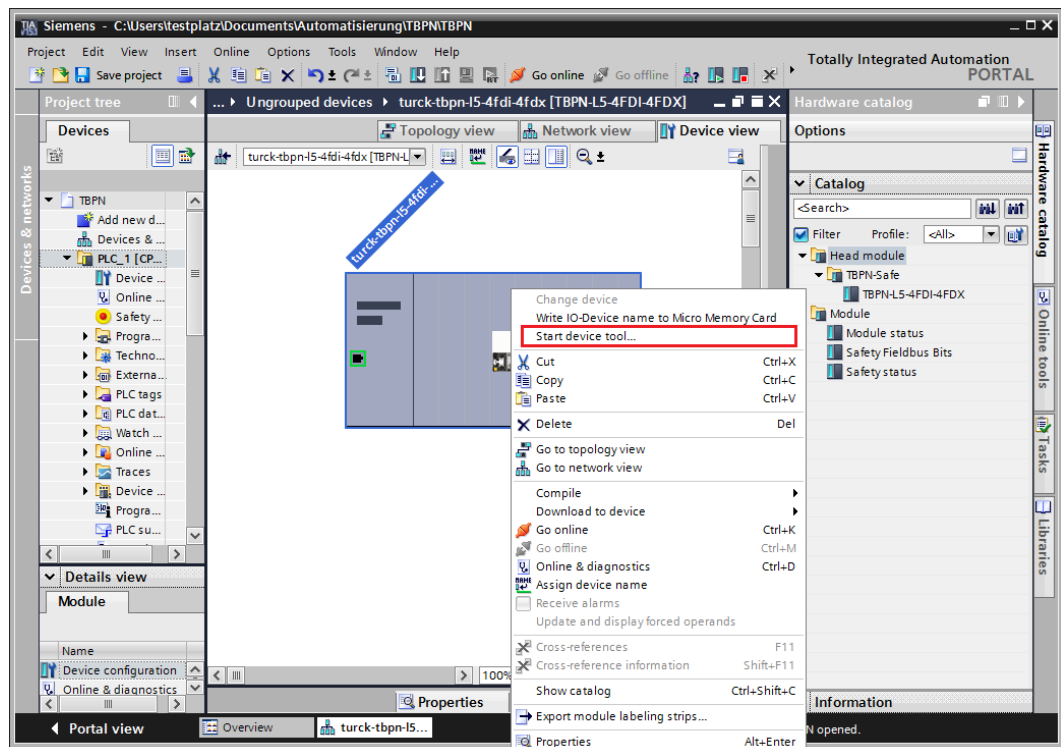 Siemens - C:\Users\testplatz\Documents\Automatisierung\TBPN\TBPN
Project Edit View Insert Online Options Tools Window Help
Totally Integrated Automation
PORTAL
Save project
Go online
Go offline
Project tree
... Ungrouped devices turck-tbpn-l5-4fdi-4fdx [TBPN-L5-4FDI-4FDX]
Hardware catalog
Devices
Topology view
Network view
Device view
Options
turck-tbpn-l5-4fdi-4fdx [TBPN-L
Devices & networks
TBPN
Add new d...
Devices & ...
PLC_1 [CP...
Device ...
Online ...
Safety ...
Progra...
Techno...
Externa...
PLC tags
PLC dat...
Watch ...
Online ...
Traces
Device ...
Progra...
PLC su...
Details view
Module
Name
Device configuration
Online & diagnostics
turck-tbpn-l5-4fdi-...
Change device
Write IO-Device name to Micro Memory Card
Start device tool...
Cut Ctrl+X
Copy Ctrl+C
Paste Ctrl+V
Delete Del
Go to topology view
Go to network view
Compile
Download to device
Go online Ctrl+K
Go offline Ctrl+M
Online & diagnostics Ctrl+D
Assign device name
Receive alarms
Update and display forced operands
Cross-references F11
Cross-reference information Shift+F11
Show catalog Ctrl+Shift+C
Export module labeling strips...
Properties Alt+Enter
100%
Properties
Catalog
<Search>
Filter Profile: <All>
Head module
TBPN-Safe
TBPN-L5-4FDI-4FDX
Module
Module status
Safety Fieldbus Bits
Safety status
Information
Hardware catalog
Online tools
Tasks
Libraries
Portal view
Overview
turck-tbpn-l5...
N opened.